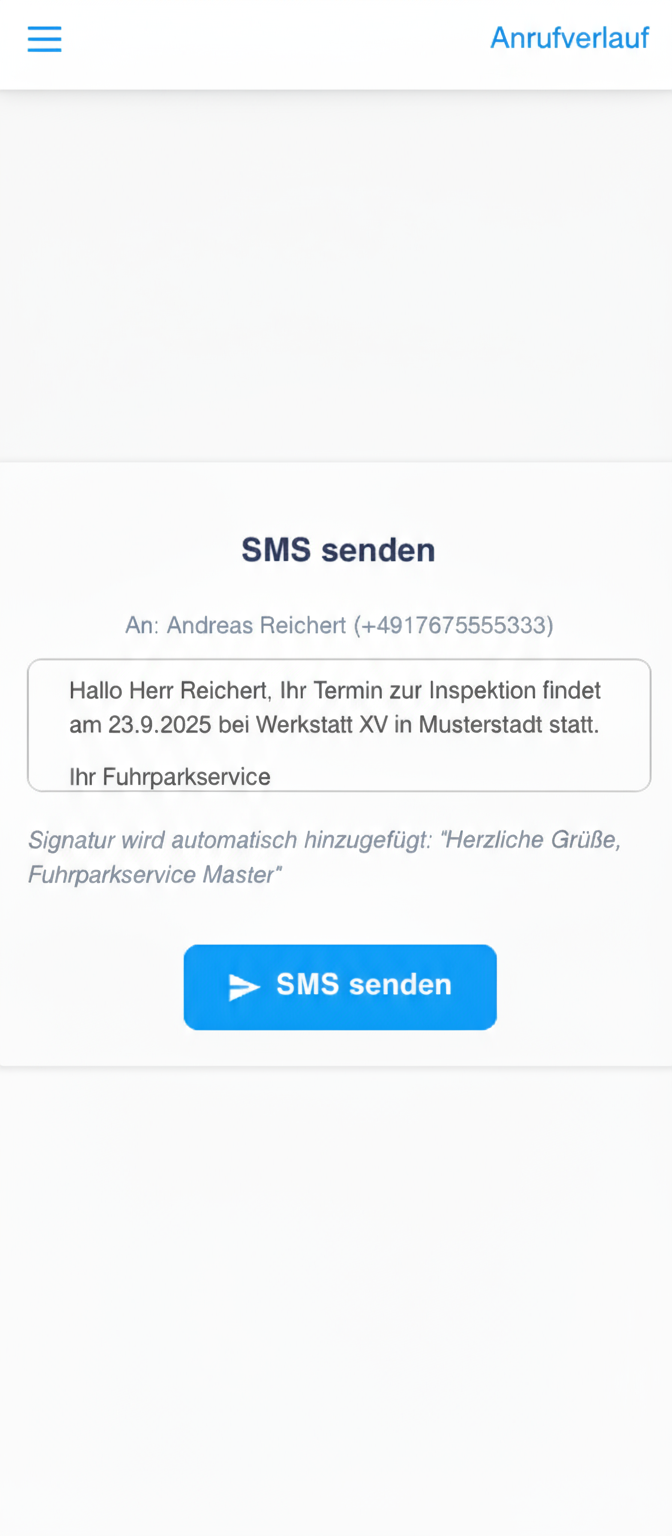 Anrufverlauf
SMS senden
An: Andreas Reichert (+4917675555333)
Hallo Herr Reichert, Ihr Termin zur Inspektion findet
am 23.9.2025 bei Werkstatt XV in Musterstadt statt.
Ihr Fuhrparkservice
Signatur wird automatisch hinzugefügt: "Herzliche Grüße,
Fuhrparkservice Master"
SMS senden